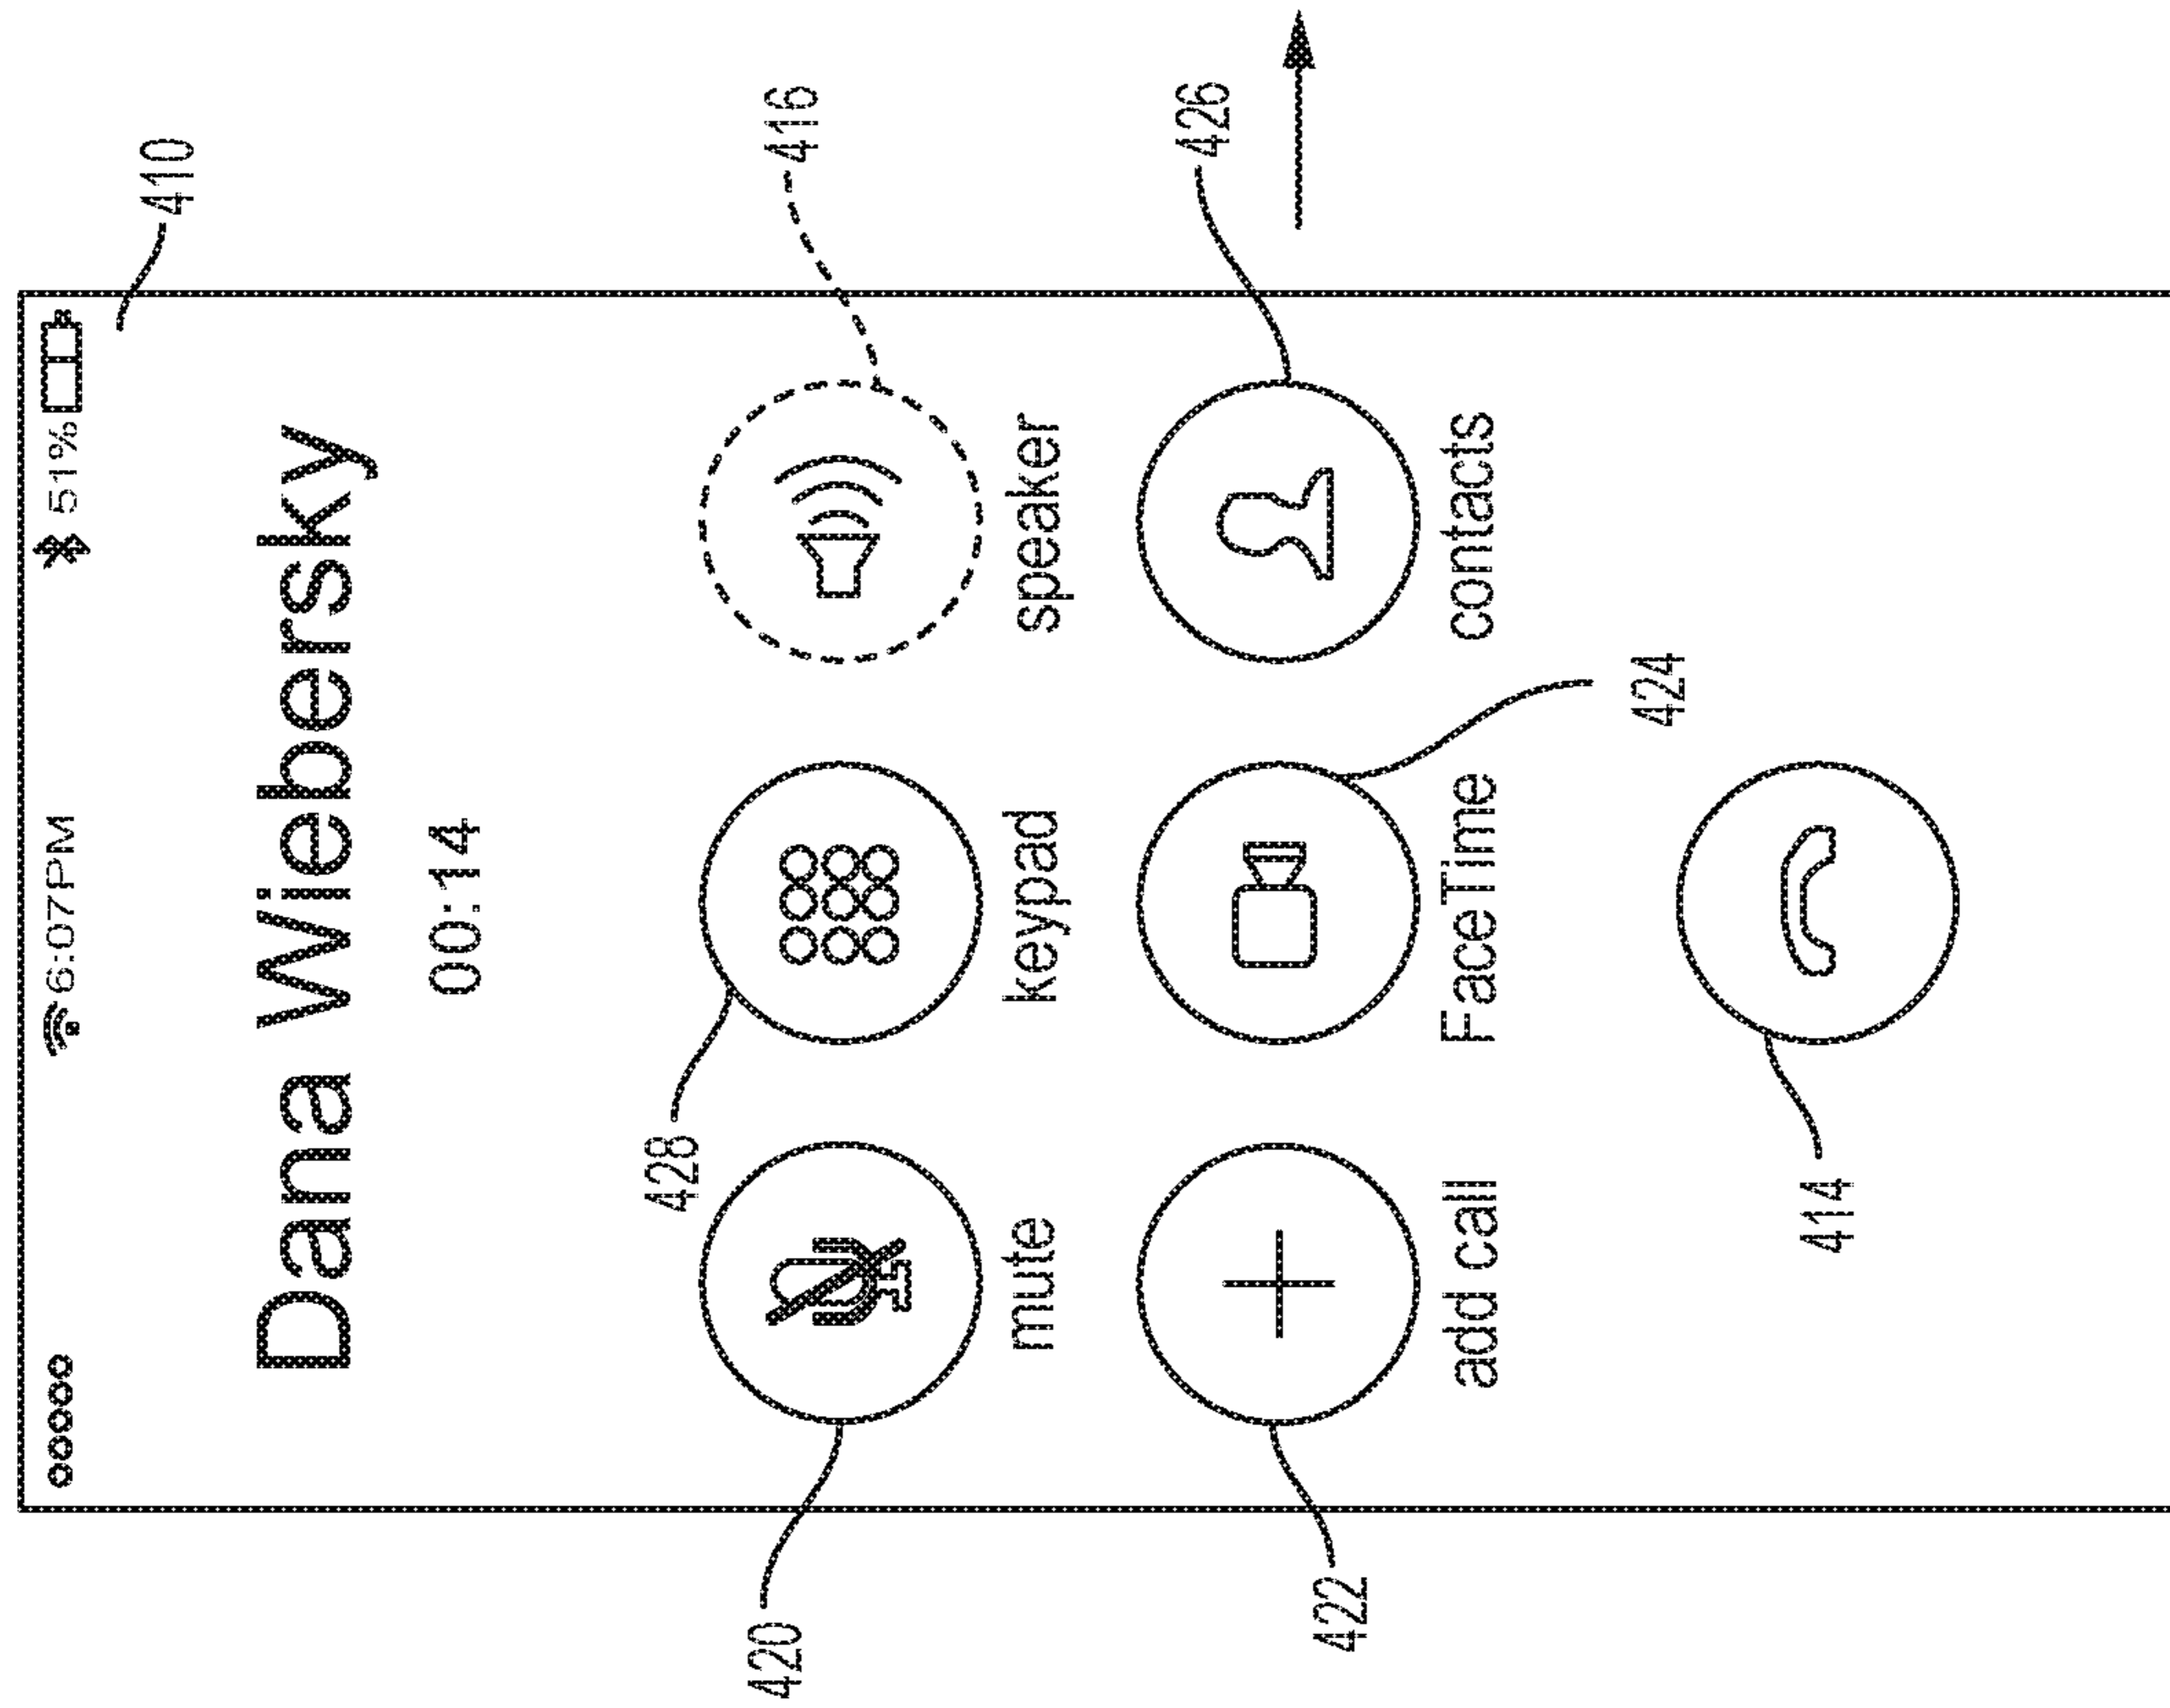 6:07PM 51%
410
Dana Wiebersky
00:14
416
428
mute keypad speaker
420
426
add call FaceTime contacts
422
424
414